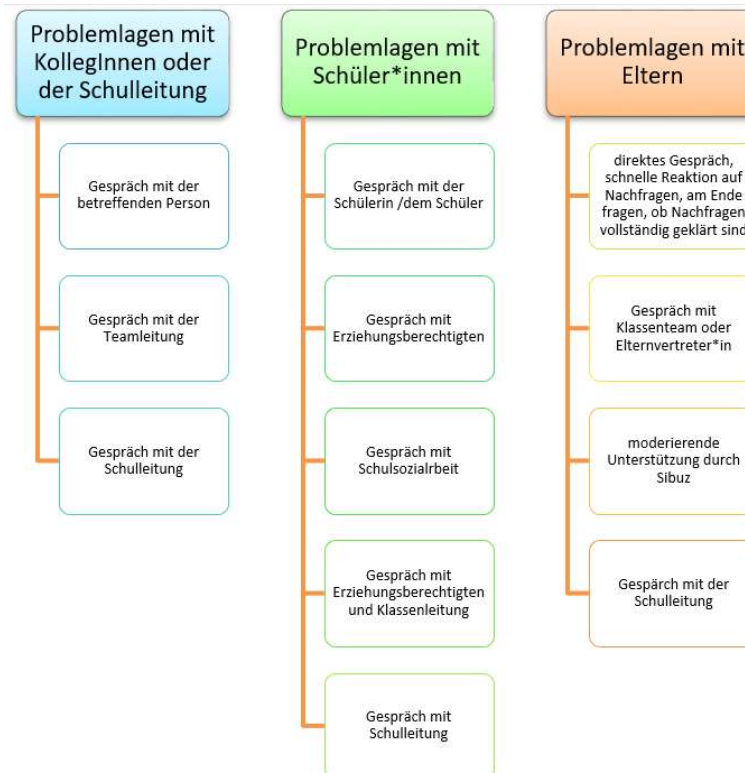 Problemlagen mit
KollegInnen oder
der Schulleitung
Gespräch mit der
betreffenden Person
Gespräch mit der
Teamleitung
Gespräch mit der
Schulleitung
Problemlagen mit
Schüler*innen
Gespräch mit der
Schülerin /dem Schüler
Gespräch mit
Erziehungsberechtigten
Gespräch mit
Schulsozialrbeit
Gespräch mit
Erziehungsberechtigten
und Klassenleitung
Gespräch mit
Schulleitung
Problemlagen mit
Eltern
direktes Gespräch,
schnelle Reaktion auf
Nachfragen, am Ende
fragen, ob Nachfragen
vollständig geklärt sind
Gespräch mit
Klassenteam oder
Elternvertreter*in
moderierende
Unterstützung durch
Sibuz
Gespärch mit der
Schulleitung